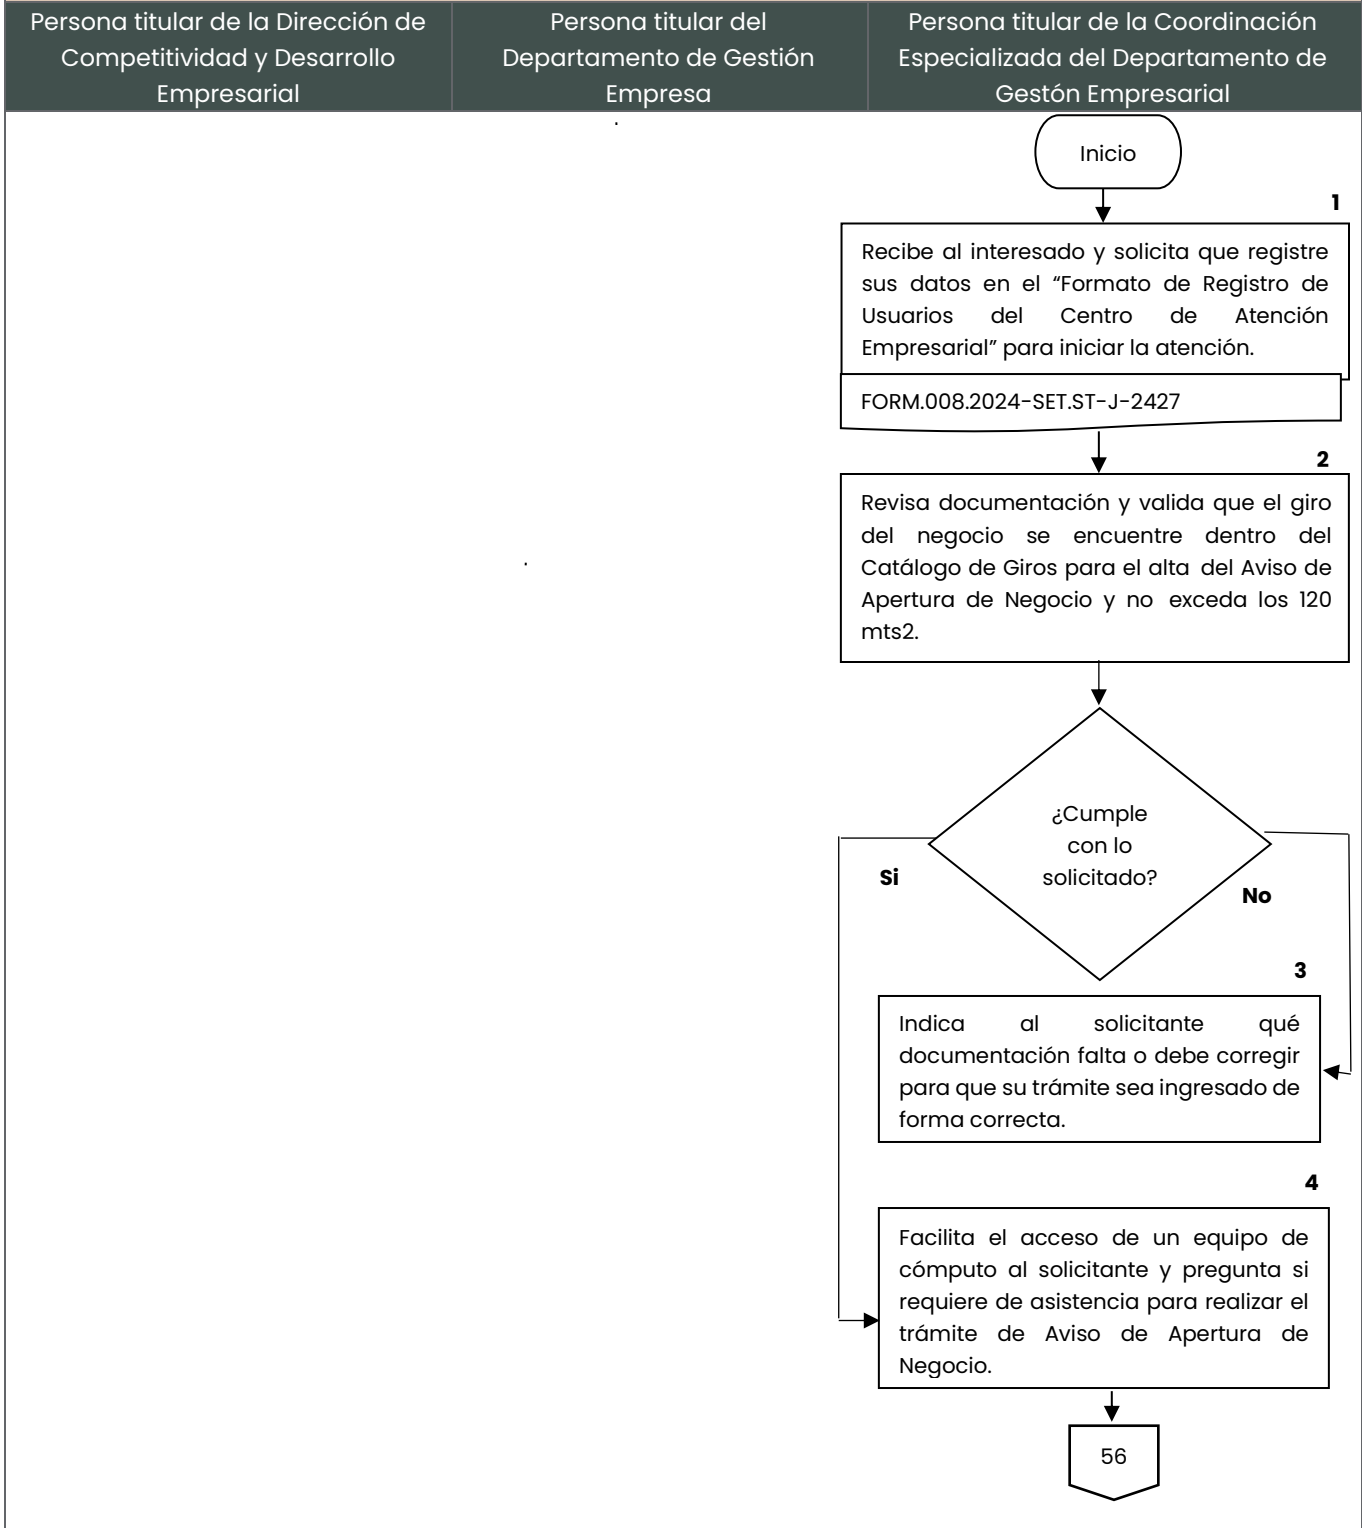 Persona titular de la Dirección de
Competitividad y Desarrollo
Empresarial
Persona titular del
Departamento de Gestión
Empresa
Persona titular de la Coordinación
Especializada del Departamento de
Gestón Empresarial
Inicio
1
Recibe al interesado y solicita que registre
sus datos en el “Formato de Registro de
Usuarios del Centro de Atención
Empresarial” para iniciar la atención.
FORM.008.2024-SET.ST-J-2427
2
Revisa documentación y valida que el giro
del negocio se encuentre dentro del
Catálogo de Giros para el alta del Aviso de
Apertura de Negocio y no exceda los 120
mts2.
¿Cumple
con lo
solicitado?
Si
No
3
Indica al solicitante qué
documentación falta o debe corregir
para que su trámite sea ingresado de
forma correcta.
4
Facilita el acceso de un equipo de
cómputo al solicitante y pregunta si
requiere de asistencia para realizar el
trámite de Aviso de Apertura de
Negocio.
56